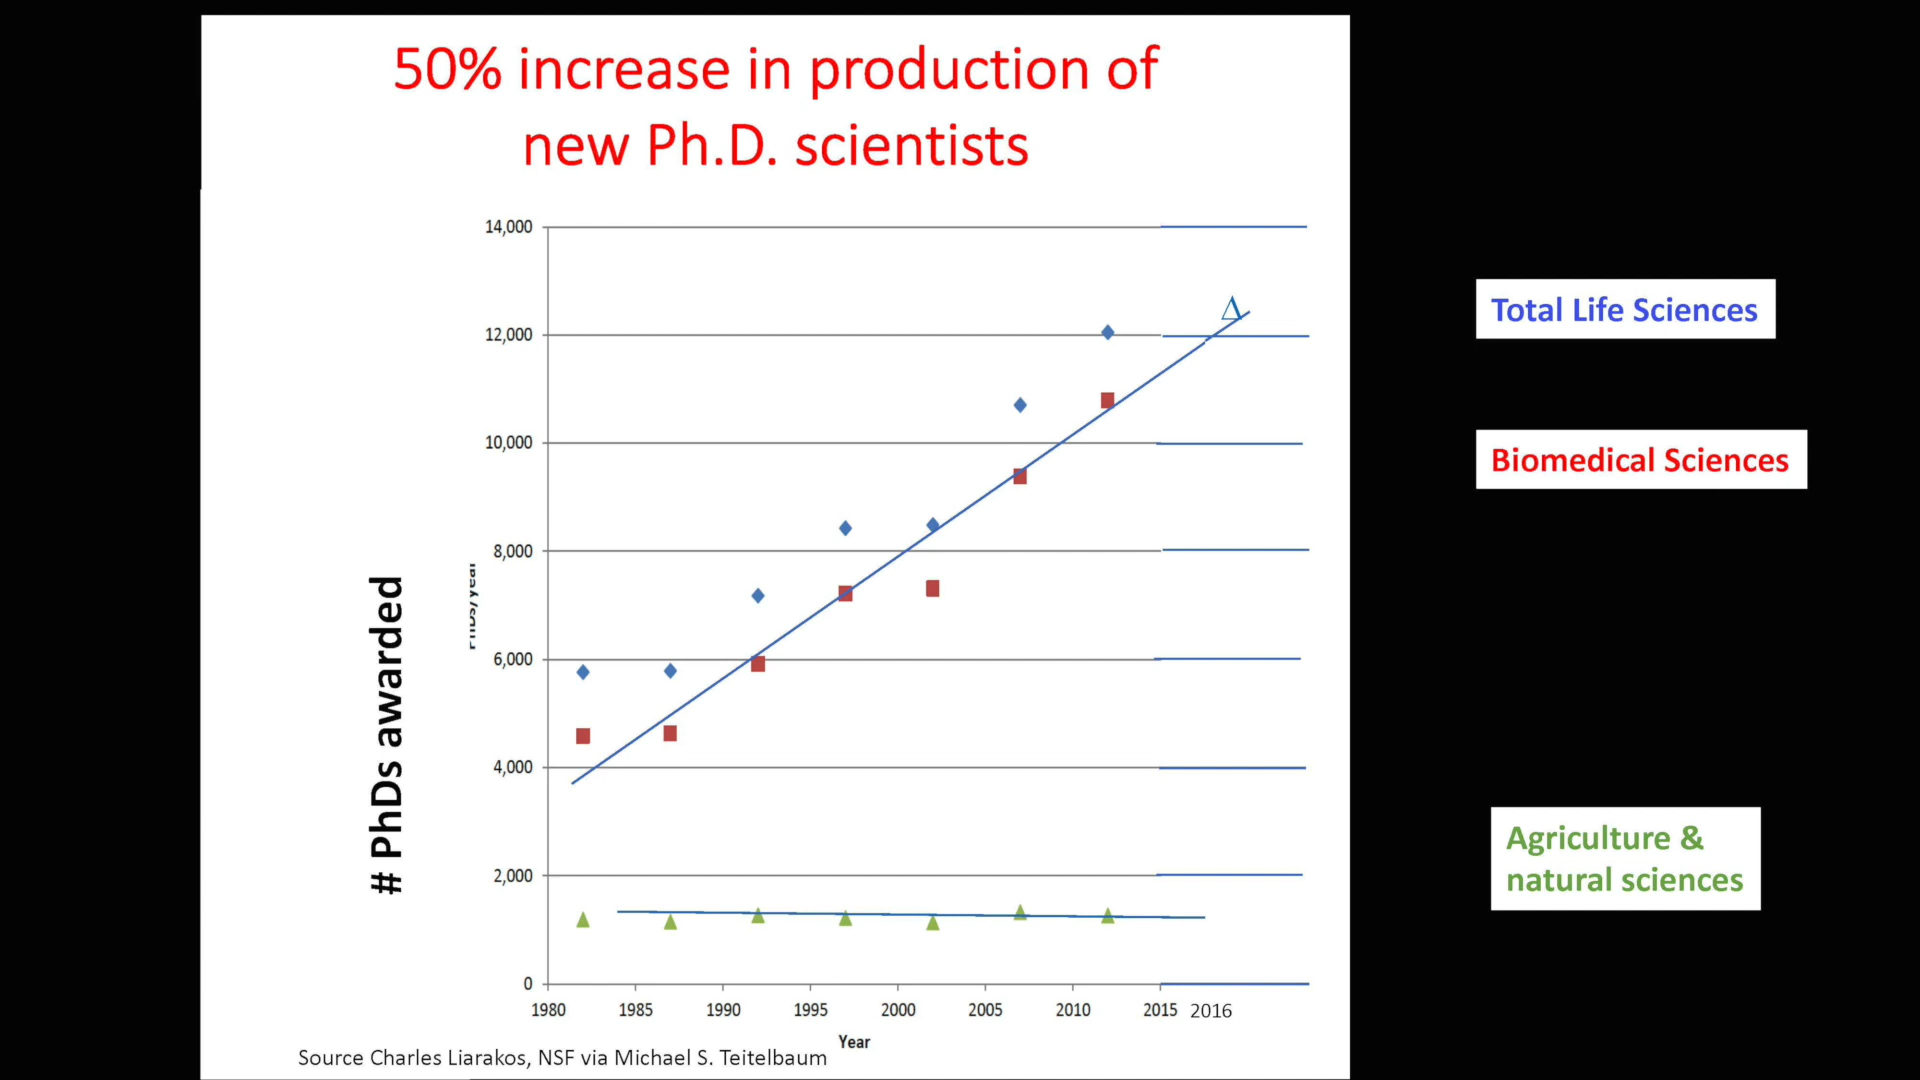 50% increase in production of
new Ph.D. scientists
14,000
12,000
10,000
8,000
6,000
4,000
2,000
0
# PhDs awarded
PhDs/year
1980 1985 1990 1995 2000 2005 2010 2015 2016
Year
Source Charles Liarakos, NSF via Michael S. Teitelbaum
Δ
Total Life Sciences
Biomedical Sciences
Agriculture &
natural sciences